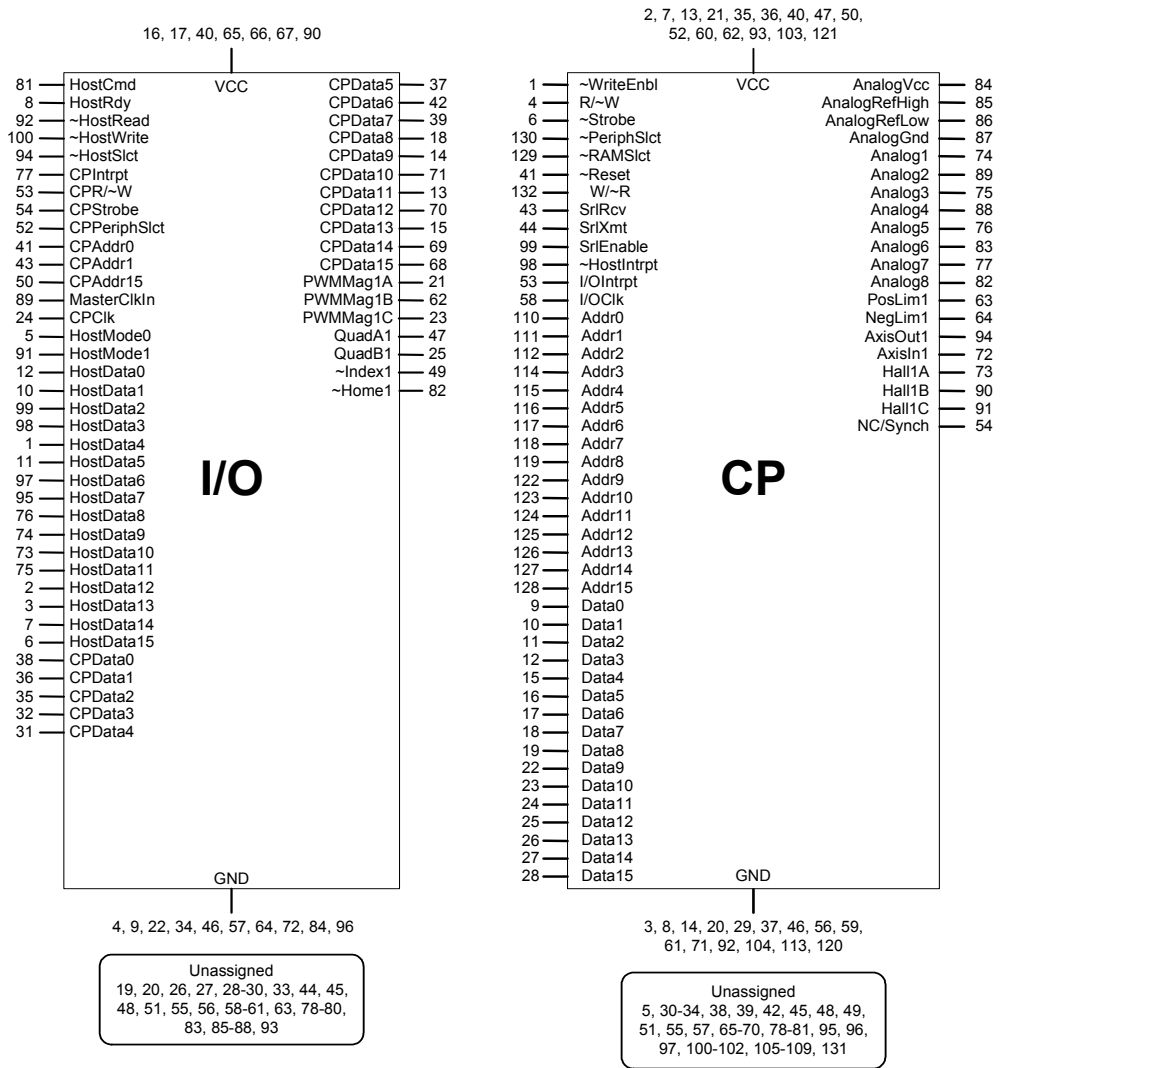 16, 17, 40, 65, 66, 67, 90
VCC
81 HostCmd
8 HostRdy
92 ~HostRead
100 ~HostWrite
94 ~HostSlct
77 CPIntrpt
53 CPR/~W
54 CPStrobe
52 CPPeriphSlct
41 CPAddr0
43 CPAddr1
50 CPAddr15
89 MasterClkIn
24 CPClk
5 HostMode0
91 HostMode1
12 HostData0
10 HostData1
99 HostData2
98 HostData3
1 HostData4
11 HostData5
97 HostData6
95 HostData7
76 HostData8
74 HostData9
73 HostData10
75 HostData11
2 HostData12
3 HostData13
7 HostData14
6 HostData15
38 CPData0
36 CPData1
35 CPData2
32 CPData3
31 CPData4
CPData5 37
CPData6 42
CPData7 39
CPData8 18
CPData9 14
CPData10 71
CPData11 13
CPData12 70
CPData13 15
CPData14 69
CPData15 68
PWMMag1A 21
PWMMag1B 62
PWMMag1C 23
QuadA1 47
QuadB1 25
~Index1 49
~Home1 82
I/O
GND
4, 9, 22, 34, 46, 57, 64, 72, 84, 96
Unassigned
19, 20, 26, 27, 28-30, 33, 44, 45,
48, 51, 55, 56, 58-61, 63, 78-80,
83, 85-88, 93
2, 7, 13, 21, 35, 36, 40, 47, 50,
52, 60, 62, 93, 103, 121
VCC
1 ~WriteEnbl
4 R/~W
6 ~Strobe
130 ~PeriphSlct
129 ~RAMSlct
41 ~Reset
132 W/~R
43 SrlRcv
44 SrlXmt
99 SrlEnable
98 ~HostIntrpt
53 I/OIntrpt
58 I/OClk
110 Addr0
111 Addr1
112 Addr2
114 Addr3
115 Addr4
116 Addr5
117 Addr6
118 Addr7
119 Addr8
122 Addr9
123 Addr10
124 Addr11
125 Addr12
126 Addr13
127 Addr14
128 Addr15
9 Data0
10 Data1
11 Data2
12 Data3
15 Data4
16 Data5
17 Data6
18 Data7
19 Data8
22 Data9
23 Data10
24 Data11
25 Data12
26 Data13
27 Data14
28 Data15
AnalogVcc 84
AnalogRefHigh 85
AnalogRefLow 86
AnalogGnd 87
Analog1 74
Analog2 89
Analog3 75
Analog4 88
Analog5 76
Analog6 83
Analog7 77
Analog8 82
PosLim1 63
NegLim1 64
AxisOut1 94
AxisIn1 72
Hall1A 73
Hall1B 90
Hall1C 91
NC/Synch 54
CP
GND
3, 8, 14, 20, 29, 37, 46, 56, 59,
61, 71, 92, 104, 113, 120
Unassigned
5, 30-34, 38, 39, 42, 45, 48, 49,
51, 55, 57, 65-70, 78-81, 95, 96,
97, 100-102, 105-109, 131